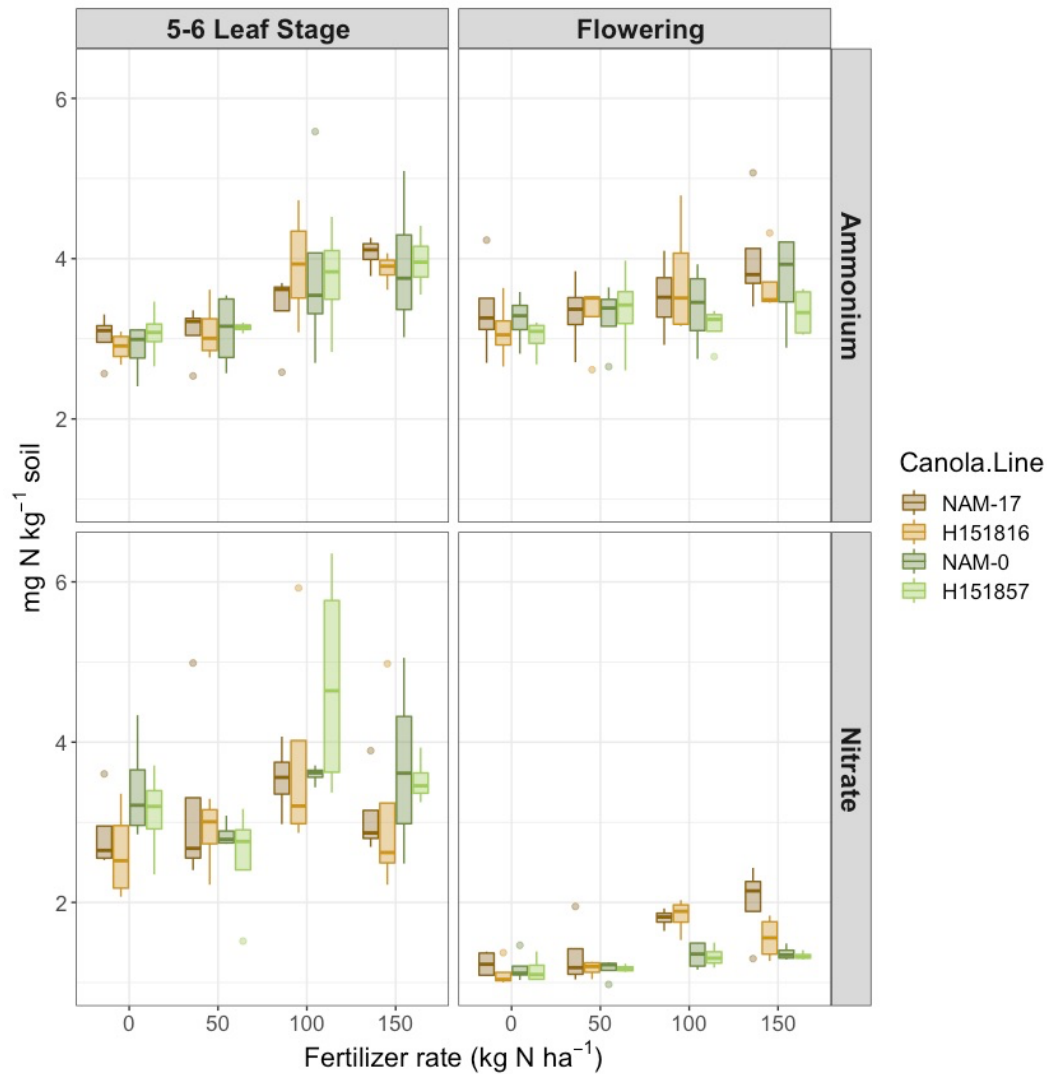 5-6 Leaf Stage
Flowering
6
4
2
Ammonium
mg N kg⁻¹ soil
6
4
2
Nitrate
0 50 100 150
0 50 100 150
Fertilizer rate (kg N ha⁻¹)
Canola.Line
NAM-17
H151816
NAM-0
H151857